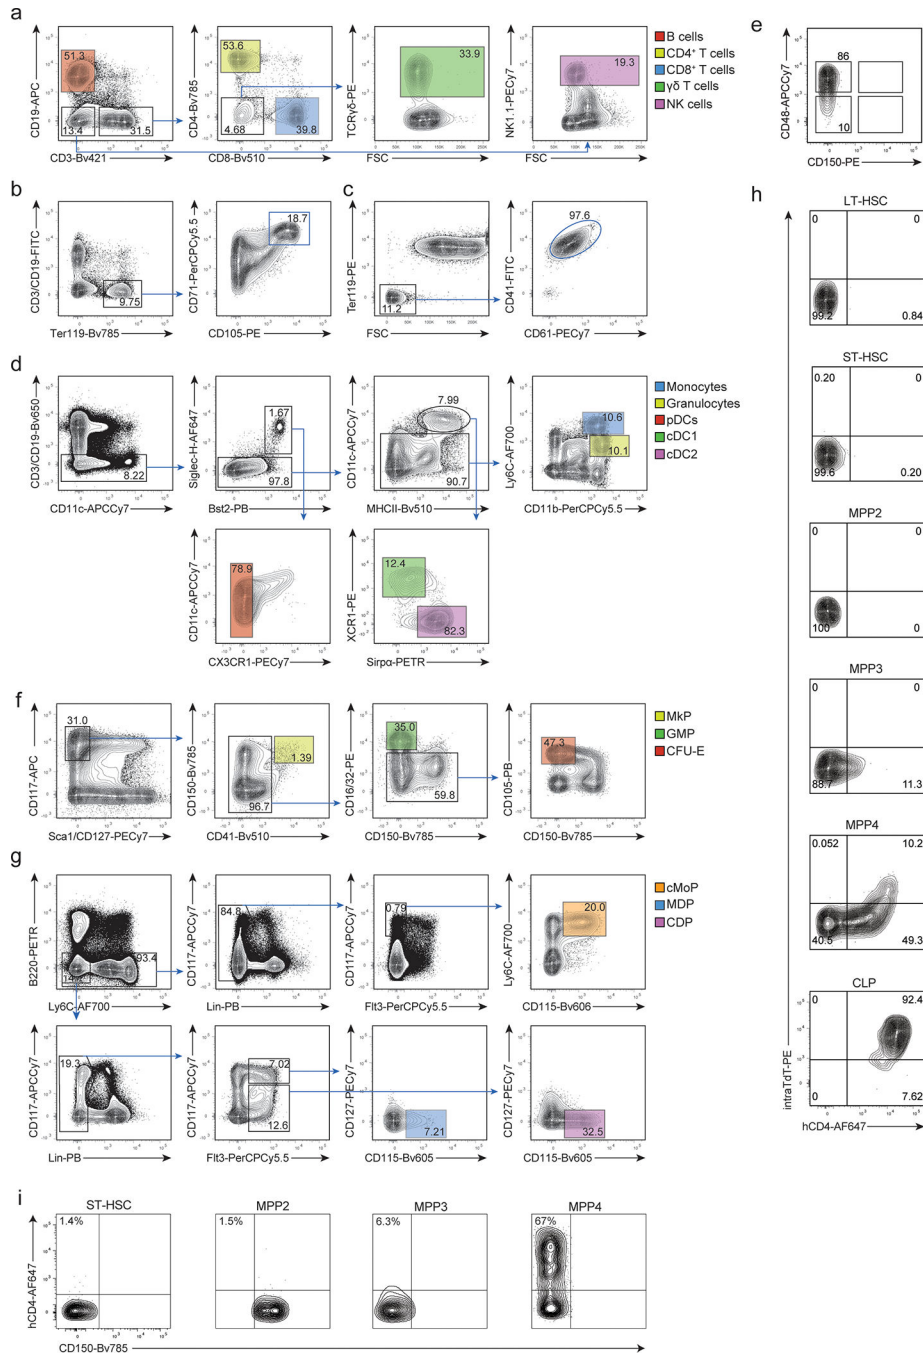 a
B cells
CD4⁺ T cells
CD8⁺ T cells
γδ T cells
NK cells
CD19-APC
51.3
13.4
31.5
CD3-Bv421
CD4-Bv785
53.6
4.68
39.8
CD8-Bv510
TCRγδ-PE
33.9
FSC
NK1.1-PECy7
19.3
FSC
e
CD48-APCCy7
86
10
CD150-PE
b
CD3/CD19-FITC
9.75
Ter119-Bv785
CD71-PerCPCy5.5
18.7
CD105-PE
c
Ter119-PE
11.2
FSC
CD41-FITC
97.6
CD61-PECy7
d
Monocytes
Granulocytes
pDCs
cDC1
cDC2
CD3/CD19-Bv650
8.22
CD11c-APCCy7
Siglec-H-AF647
1.67
97.8
Bst2-PB
CD11c-APCCy7
7.99
90.7
MHCII-Bv510
Ly6C-AF700
10.6
10.1
CD11b-PerCPCy5.5
CD11c-APCCy7
78.9
CX3CR1-PECy7
XCR1-PE
12.4
82.3
Sirpα-PETR
f
MkP
GMP
CFU-E
CD117-APC
31.0
Sca1/CD127-PECy7
CD150-Bv785
1.39
96.7
CD41-Bv510
CD16/32-PE
35.0
59.8
CD150-Bv785
CD105-PB
47.3
CD150-Bv785
g
cMoP
MDP
CDP
B220-PETR
93.4
Ly6C-AF700
CD117-APCCy7
84.8
Lin-PB
CD117-APCCy7
0.79
Flt3-PerCPCy5.5
Ly6C-AF700
20.0
CD115-Bv606
CD117-APCCy7
19.3
Lin-PB
CD117-APCCy7
7.02
12.6
Flt3-PerCPCy5.5
CD127-PECy7
7.21
CD115-Bv605
CD127-PECy7
32.5
CD115-Bv605
h
LT-HSC
0 0
99.2 0.84
ST-HSC
0.20 0
99.6 0.20
MPP2
0 0
100 0
MPP3
0 0
88.7 11.3
MPP4
0.052 10.2
40.5 49.3
CLP
0 92.4
0 7.62
intraTdT-PE
hCD4-AF647
i
ST-HSC
1.4%
MPP2
1.5%
MPP3
6.3%
MPP4
67%
hCD4-AF647
CD150-Bv785